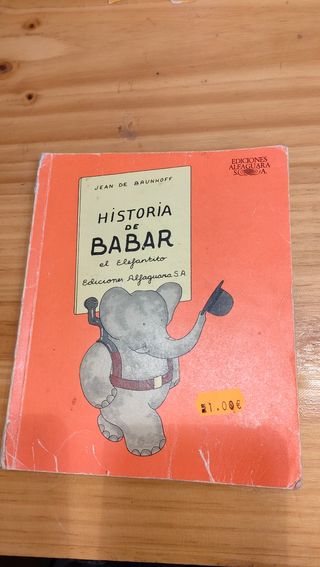 EDICIONES
ALFAGUARA
S. A.
JEAN DE BRUNHOFF
HISTORIA
DE
BABAR
el Elefantito
Ediciones Alfaguara S.A.
1.00€